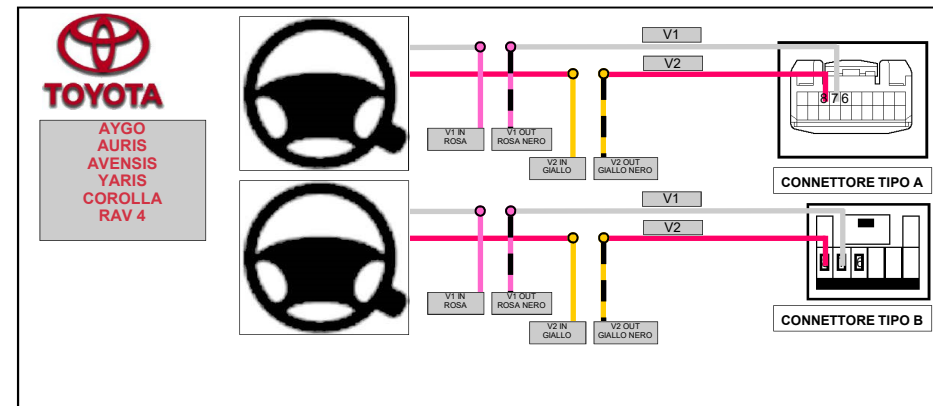 TOYOTA
AYGO
AURIS
AVENSIS
YARIS
COROLLA
RAV 4
V1
V2
V1 IN
ROSA
V1 OUT
ROSA NERO
V2 IN
GIALLO
V2 OUT
GIALLO NERO
8 7 6
CONNETTORE TIPO A
V1
V2
V1 IN
ROSA
V1 OUT
ROSA NERO
V2 IN
GIALLO
V2 OUT
GIALLO NERO
CONNETTORE TIPO B